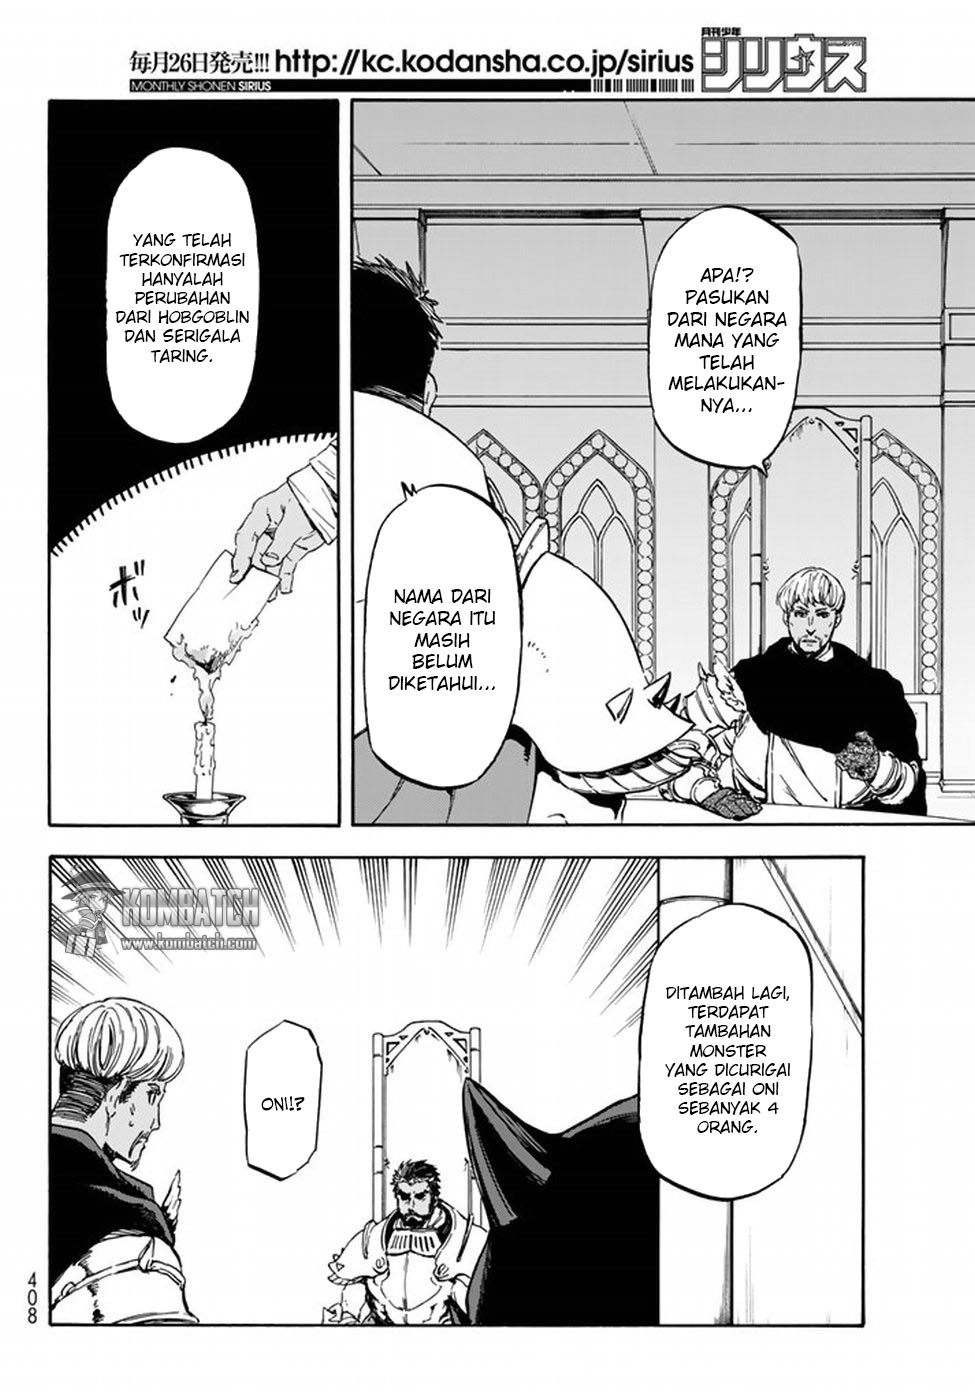 毎月26日発売!!! http://kc.kodansha.co.jp/sirius
MONTHLY SHONEN SIRIUS
月刊少年
シリウス
APA!?
PASUKAN
DARI NEGARA
MANA YANG
TELAH
MELAKUKAN-
NYA...
NAMA DARI
NEGARA ITU
MASIH
BELUM
DIKETAHUI...
YANG TELAH
TERKONFIRMASI
HANYALAH
PERUBAHAN
DARI HOBGOBLIN
DAN SERIGALA
TARING.
ボッ
DITAMBAH LAGI,
TERDAPAT
TAMBAHAN
MONSTER
YANG DICURIGAI
SEBAGAI ONI
SEBANYAK 4
ORANG.
ONI!?
KOMBATCH
www.kombatch.com
408